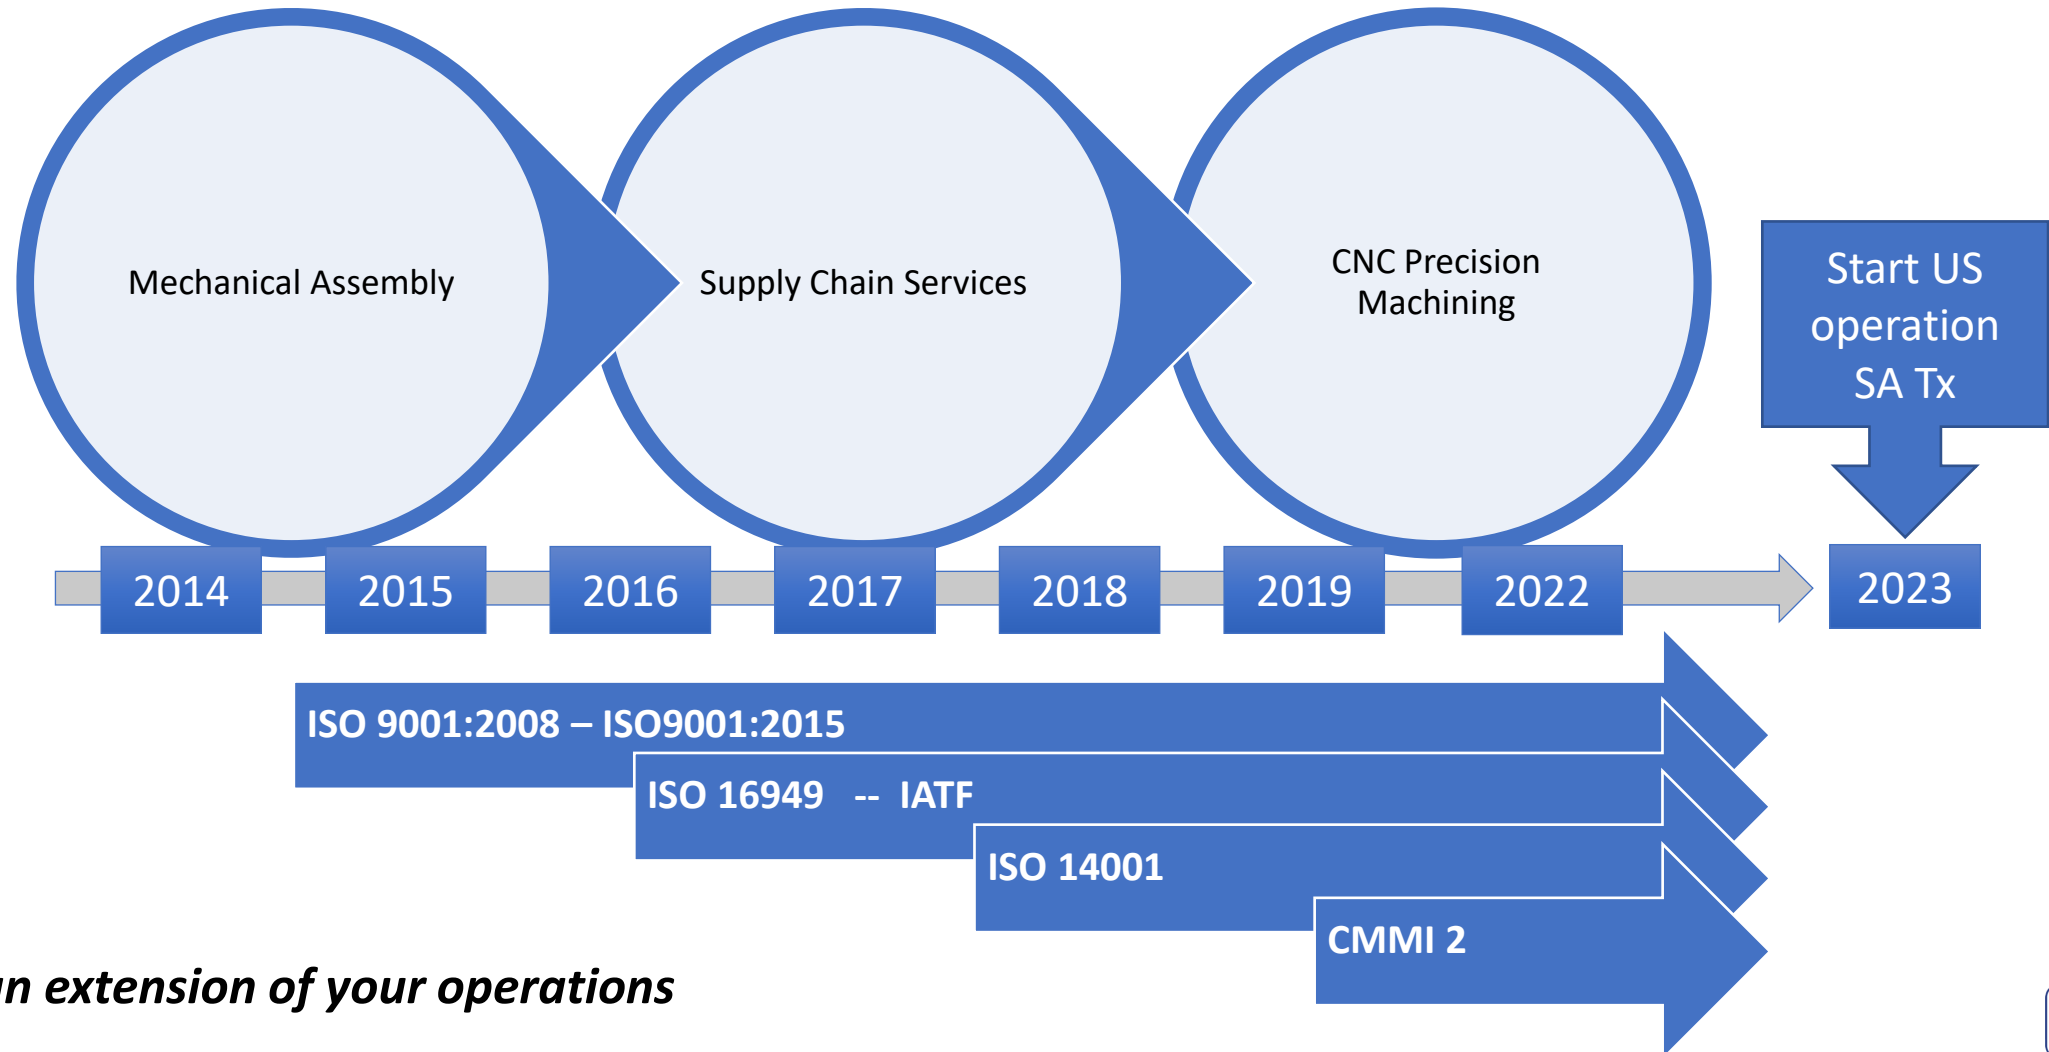 Mechanical Assembly
Supply Chain Services
CNC Precision
Machining
Start US
operation
SA Tx
2014
2015
2016
2017
2018
2019
2022
2023
ISO 9001:2008 – ISO9001:2015
ISO 16949   --  IATF
ISO 14001
CMMI 2
extension of your operations